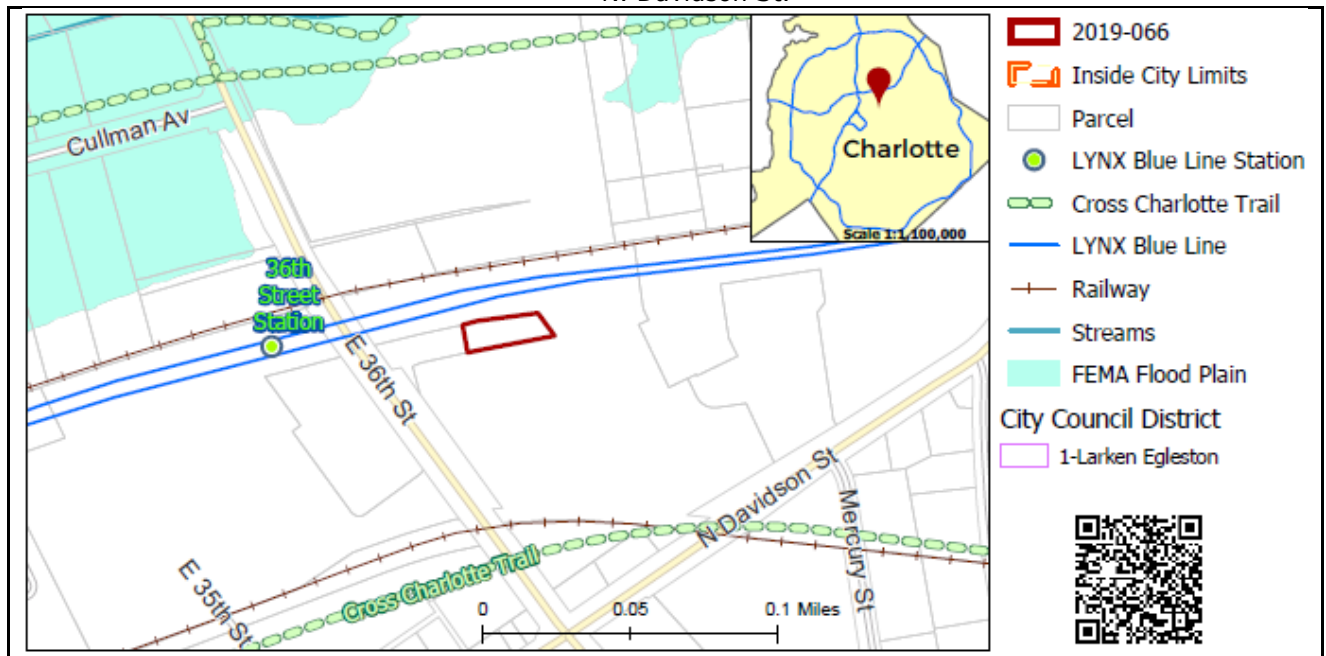 N. Davidson St.
Cullman Av
36th
Street
Station
E 36th St
E 35th St
Cross Charlotte Trail
N Davidson St
Mercury St
0 0.05 0.1 Miles
Charlotte
Scale 1:1,100,000
2019-066
Inside City Limits
Parcel
LYNX Blue Line Station
Cross Charlotte Trail
LYNX Blue Line
Railway
Streams
FEMA Flood Plain
City Council District
1-Larken Egleston